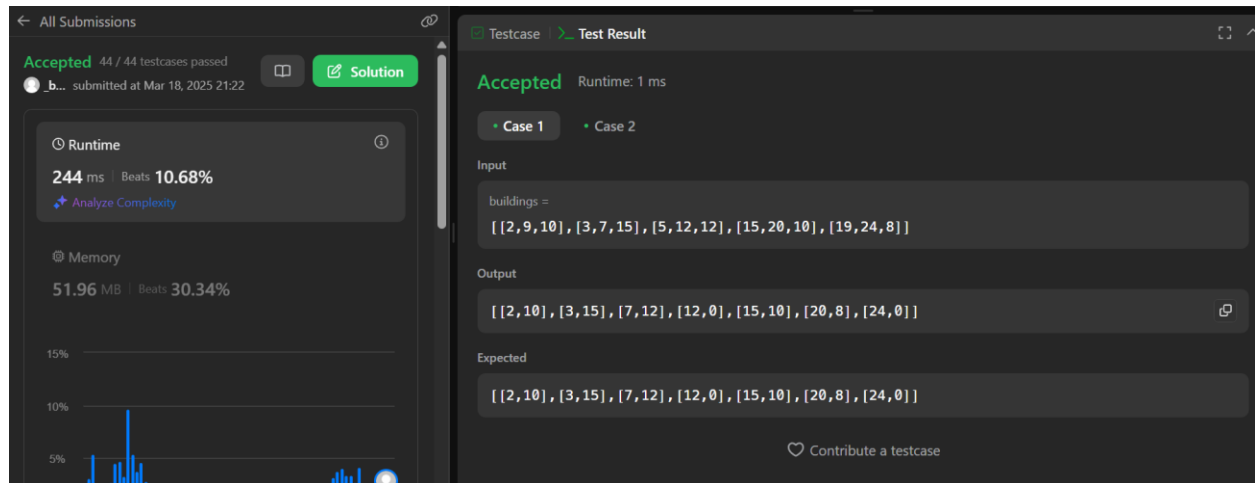 ← All Submissions
Accepted 44 / 44 testcases passed
Solution
_b... submitted at Mar 18, 2025 21:22
Runtime
244 ms | Beats 10.68%
Analyze Complexity
Memory
51.96 MB | Beats 30.34%
15%
10%
5%
Testcase | >_ Test Result
Accepted Runtime: 1 ms
• Case 1 • Case 2
Input
buildings =
[[2,9,10],[3,7,15],[5,12,12],[15,20,10],[19,24,8]]
Output
[[2,10],[3,15],[7,12],[12,0],[15,10],[20,8],[24,0]]
Expected
[[2,10],[3,15],[7,12],[12,0],[15,10],[20,8],[24,0]]
Contribute a testcase